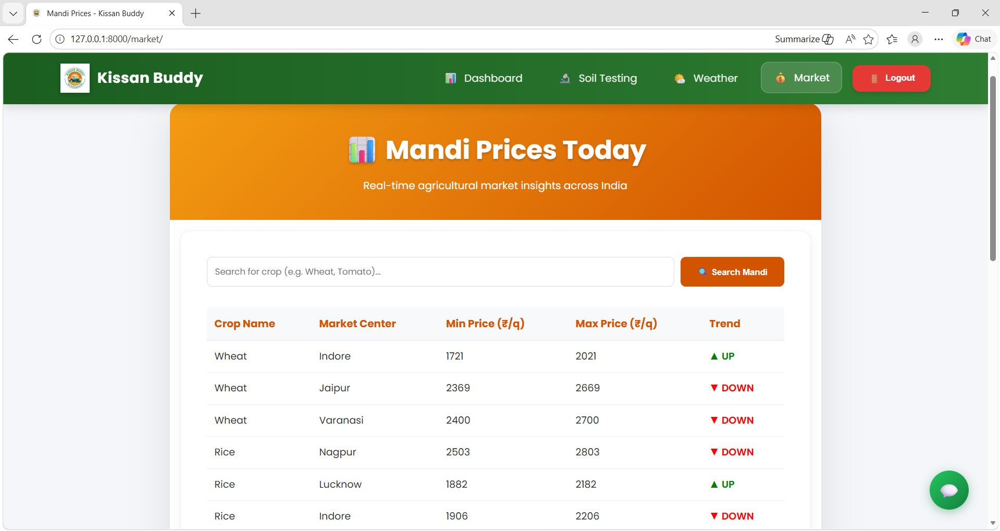 Mandi Prices - Kissan Buddy
127.0.0.1:8000/market/
Summarize
Chat
Kissan Buddy
Dashboard
Soil Testing
Weather
Market
Logout
Mandi Prices Today
Real-time agricultural market insights across India
Search for crop (e.g. Wheat, Tomato)...
Search Mandi
Crop Name Market Center Min Price (₹/q) Max Price (₹/q) Trend
Wheat Indore 1721 2021 ▲ UP
Wheat Jaipur 2369 2669 ▼ DOWN
Wheat Varanasi 2400 2700 ▼ DOWN
Rice Nagpur 2503 2803 ▼ DOWN
Rice Lucknow 1882 2182 ▲ UP
Rice Indore 1906 2206 ▼ DOWN